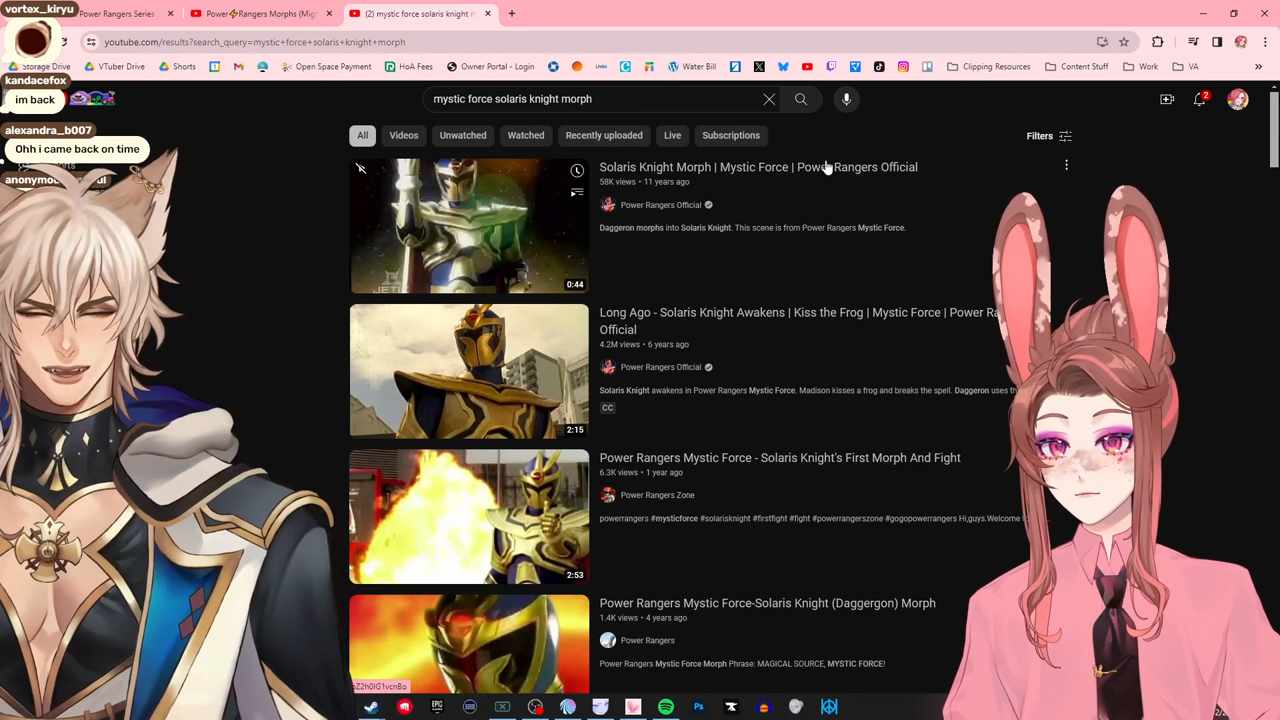 vortex_kiryu
kandacefox
im back
alexandra_b007
Ohh i came back on time
Power Rangers Series
Power⚡Rangers Morphs (Mig
(2) mystic force solaris knight m
youtube.com/results?search_query=mystic+force+solaris+knight+morph
Storage Drive
VTuber Drive
Shorts
Open Space Payment
HoA Fees
Owner Portal - Login
Water Bill
Clipping Resources
Content Stuff
Work
VA
mystic force solaris knight morph
2
All
Videos
Unwatched
Watched
Recently uploaded
Live
Subscriptions
Filters
Solaris Knight Morph | Mystic Force | Power Rangers Official
58K views • 11 years ago
Power Rangers Official
Daggeron morphs into Solaris Knight. This scene is from Power Rangers Mystic Force.
0:44
Long Ago - Solaris Knight Awakens | Kiss the Frog | Mystic Force | Power Ra
Official
4.2M views • 6 years ago
Power Rangers Official
Solaris Knight awakens in Power Rangers Mystic Force. Madison kisses a frog and breaks the spell. Daggeron uses th
CC
2:15
Power Rangers Mystic Force - Solaris Knight's First Morph And Fight
6.3K views • 1 year ago
Power Rangers Zone
powerrangers #mysticforce #solarisknight #firstfight #fight #powerrangerszone #gogopowerrangers Hi,guys.Welcome
2:53
Power Rangers Mystic Force-Solaris Knight (Daggergon) Morph
1.4K views • 4 years ago
Power Rangers
Power Rangers Mystic Force Morph Phrase: MAGICAL SOURCE, MYSTIC FORCE!